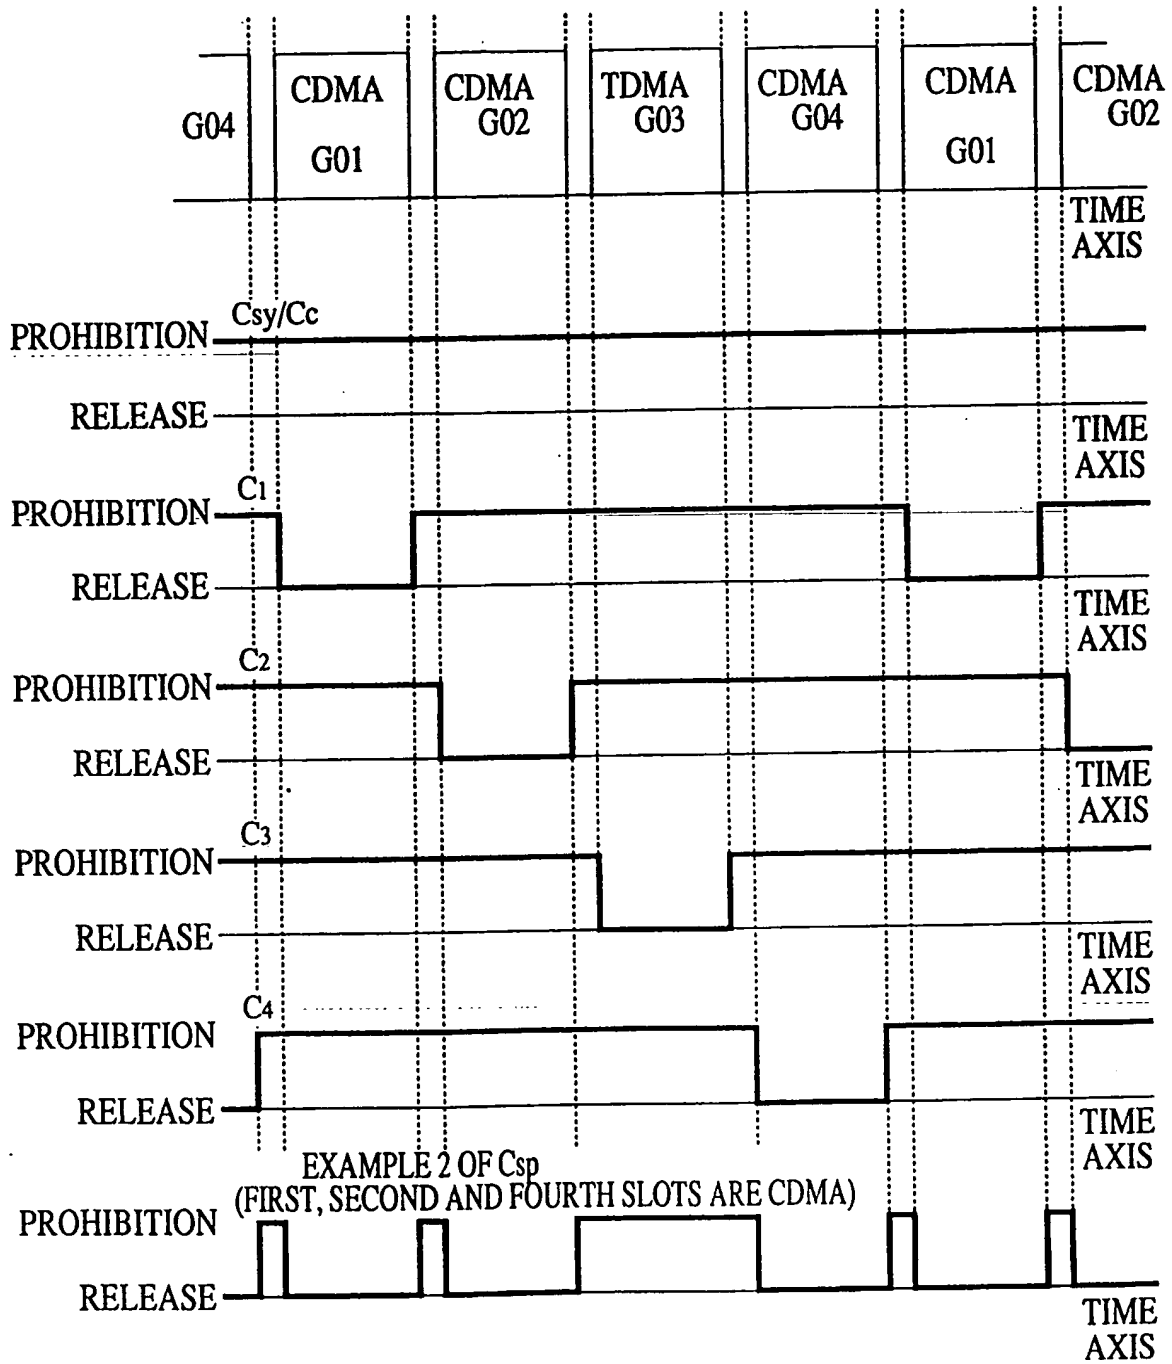 G04
CDMA
G01
CDMA
G02
TDMA
G03
CDMA
G04
CDMA
G01
CDMA
G02
TIME
AXIS
Csy/Cc
PROHIBITION
RELEASE
TIME
AXIS
C1
PROHIBITION
RELEASE
TIME
AXIS
C2
PROHIBITION
RELEASE
TIME
AXIS
C3
PROHIBITION
RELEASE
TIME
AXIS
C4
PROHIBITION
RELEASE
TIME
AXIS
EXAMPLE 2 OF Csp
(FIRST, SECOND AND FOURTH SLOTS ARE CDMA)
PROHIBITION
RELEASE
TIME
AXIS